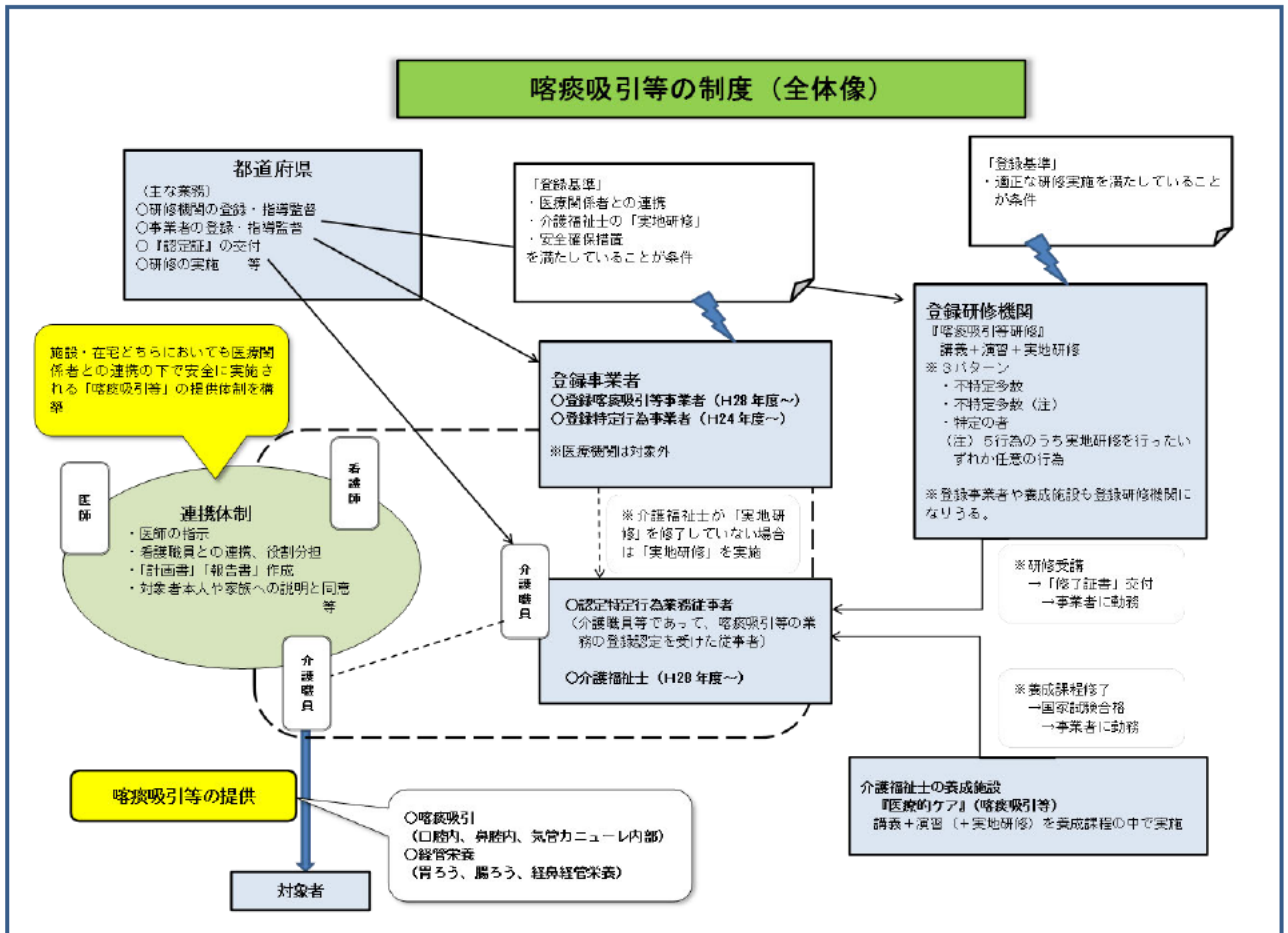 喀痰吸引等の制度（全体像）
都道府県
（主な業務）
○研修機関の登録・指導監督
○事業者の登録・指導監督
○『認定証』の交付
○研修の実施　等
「登録基準」
・医療関係者との連携
・介護福祉士の「実地研修」
・安全確保措置
を満たしていることが条件
「登録基準」
・適正な研修実施を満たしていること
が条件
施設・在宅どちらにおいても医療関
係者との連携の下で安全に実施さ
れる「喀痰吸引等」の提供体制を構
築
登録事業者
○登録喀痰吸引等事業者（H28年度～）
○登録特定行為事業者（H24年度～）
※医療機関は対象外
登録研修機関
『喀痰吸引等研修』
講義＋演習＋実地研修
※３パターン
・不特定多数
・不特定多数（注）
・特定の者
（注）５行為のうち実地研修を行ったい
ずれか任意の行為
※登録事業者や養成施設も登録研修機関に
なりうる。
医師
看護師
連携体制
・医師の指示
・看護職員との連携、役割分担
・「計画書」「報告書」作成
・対象者本人や家族への説明と同意
等
介護職員
※介護福祉士が「実地研
修」を修了していない場合
は「実地研修」を実施
介護職員
○認定特定行為業務従事者
（介護職員等であって、喀痰吸引等の業
務の登録認定を受けた従事者）
○介護福祉士（H28年度～）
※研修受講
→「修了証書」交付
→事業者に勤務
※養成課程修了
→国家試験合格
→事業者に勤務
介護福祉士の養成施設
『医療的ケア』（喀痰吸引等）
講義＋演習（＋実地研修）を養成課程の中で実施
喀痰吸引等の提供
○喀痰吸引
（口腔内、鼻腔内、気管カニューレ内部）
○経管栄養
（胃ろう、腸ろう、経鼻経管栄養）
対象者